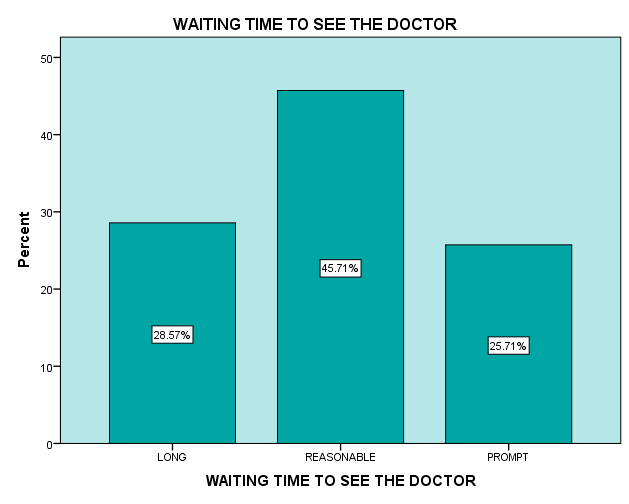 WAITING TIME TO SEE THE DOCTOR
50
40
30
20
10
0
Percent
28.57%
45.71%
25.71%
LONG
REASONABLE
PROMPT
WAITING TIME TO SEE THE DOCTOR